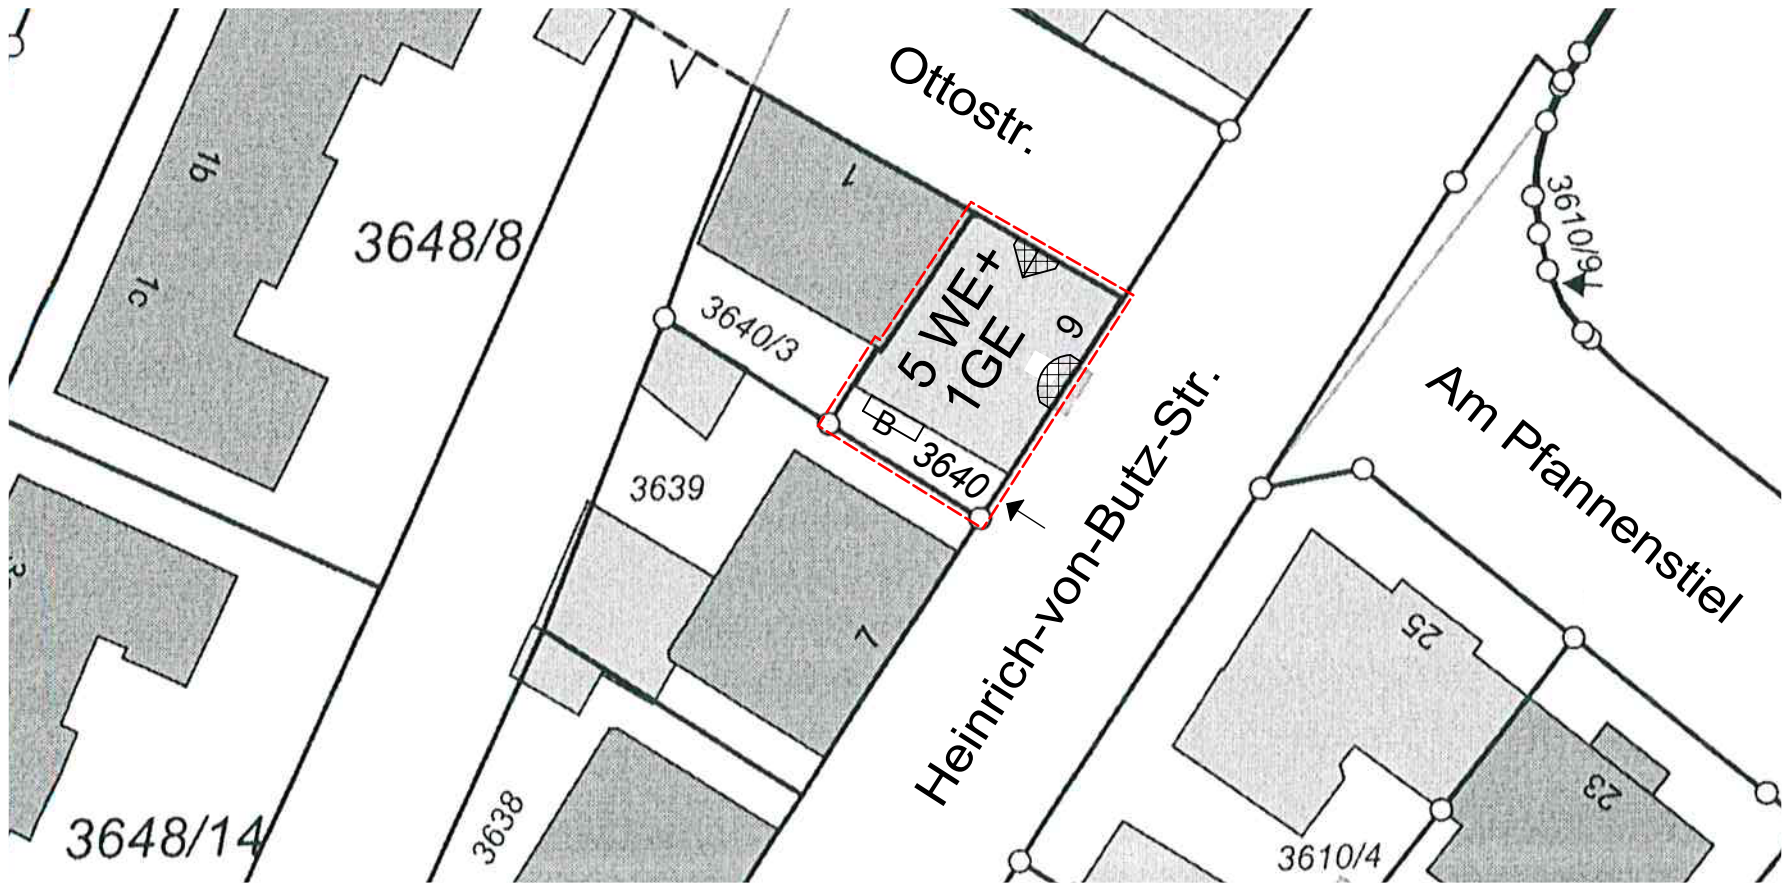 Ottostr.
1b
1
3648/8
3610/9
1c
3640/3
5 WE+
1GE
9
B
3640
Heinrich-von-Butz-Str.
Am Pfannenstiel
3639
7
25
23
3638
3648/14
3610/4